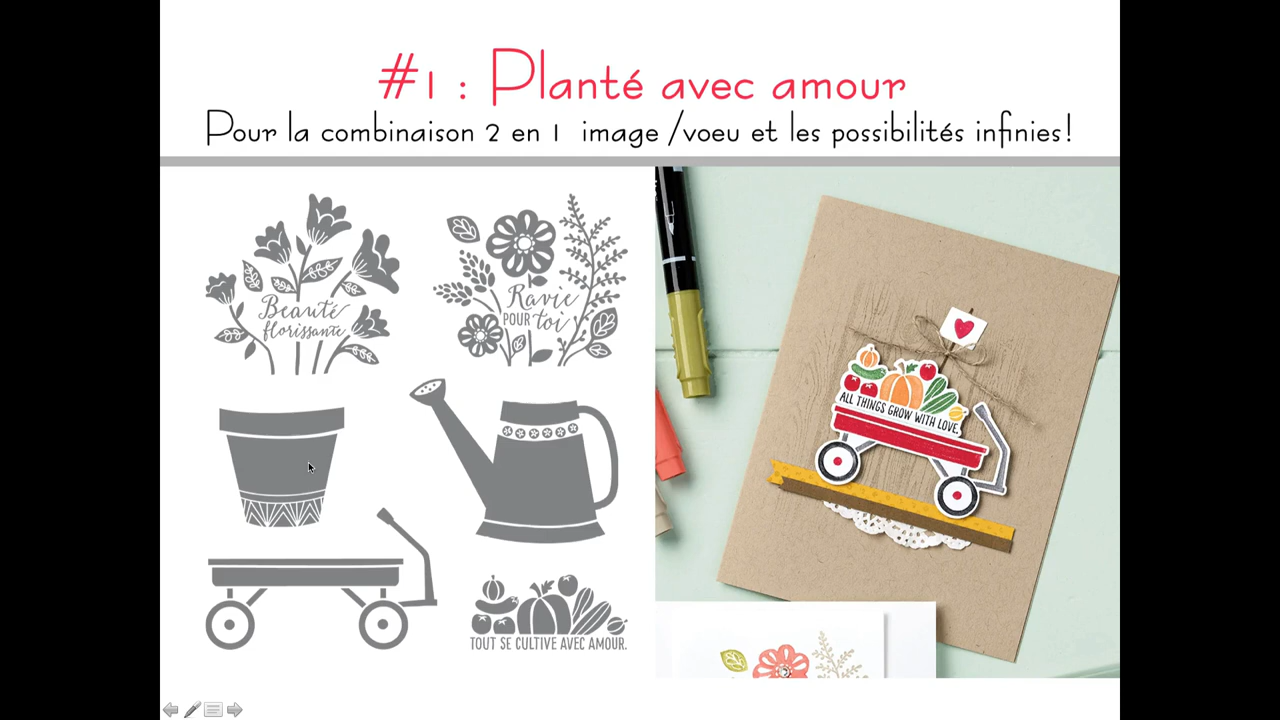 #1 : Planté avec amour
Pour la combinaison 2 en 1 image /voeu et les possibilités infinies!
Beauté
florissante
Ravie
POUR toi
TOUT SE CULTIVE AVEC AMOUR.
ALL THINGS GROW WITH LOVE.